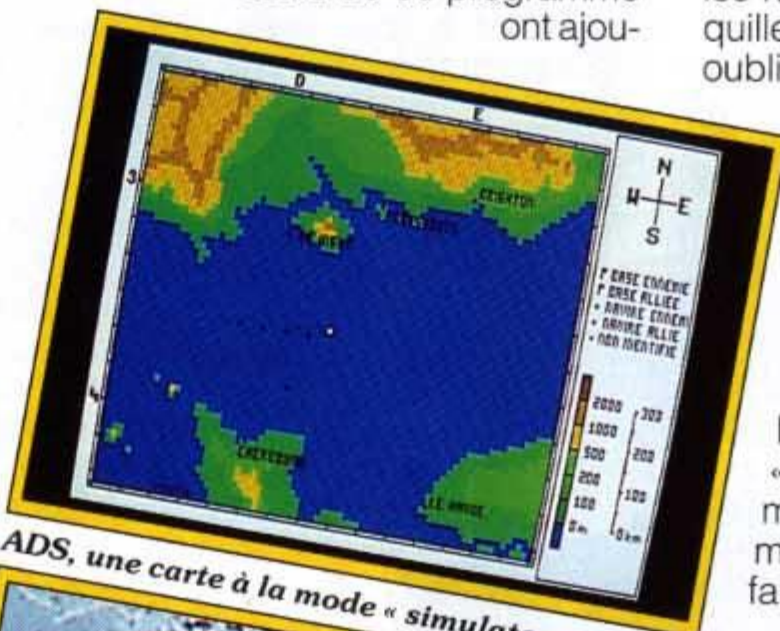 ont ajou-
quille
oubli
D E
3
BRIGHTON
CHERBOURG
LE HAVRE
N
W E
S
BASE ENNEMIE
BASE ALLIEE
NAVIRE ENNEMI
NAVIRE ALLIE
NON IDENTIFIE
2000
1000
500
200
100
0m
300
200
100
0km
ADS, une carte à la mode « simulat
«
m
m
fa